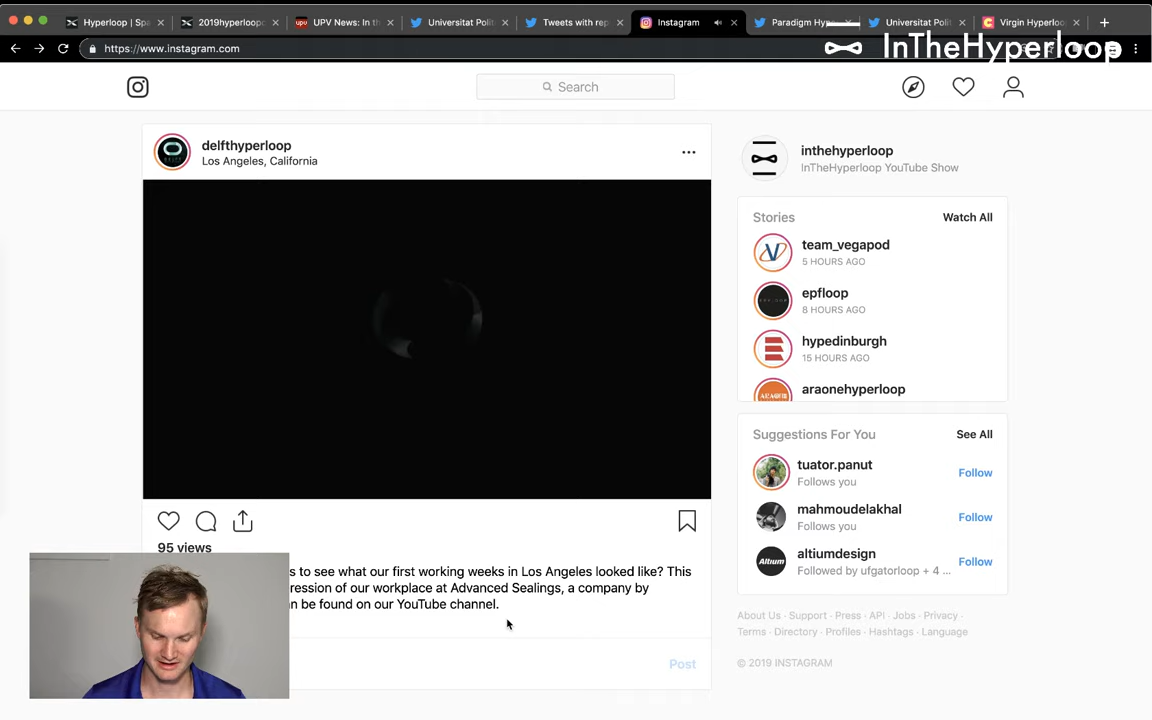 Hyperloop | Spa
2019hyperloopc
UPV News: In th
Universitat Polit
Tweets with rep
Instagram
Paradigm Hype
Universitat Polit
Virgin Hyperloo
https://www.instagram.com
InTheHyperloop
Search
delfthyperloop
Los Angeles, California
95 views
s to see what our first working weeks in Los Angeles looked like? This
ression of our workplace at Advanced Sealings, a company by
n be found on our YouTube channel.
Post
inthehyperloop
InTheHyperloop YouTube Show
Stories
Watch All
team_vegapod
5 HOURS AGO
epfloop
8 HOURS AGO
hypedinburgh
15 HOURS AGO
araonehyperloop
Suggestions For You
See All
tuator.panut
Follows you
Follow
mahmoudelakhal
Follows you
Follow
Altium
altiumdesign
Followed by ufgatorloop + 4 ...
Follow
About Us · Support · Press · API · Jobs · Privacy ·
Terms · Directory · Profiles · Hashtags · Language
© 2019 INSTAGRAM